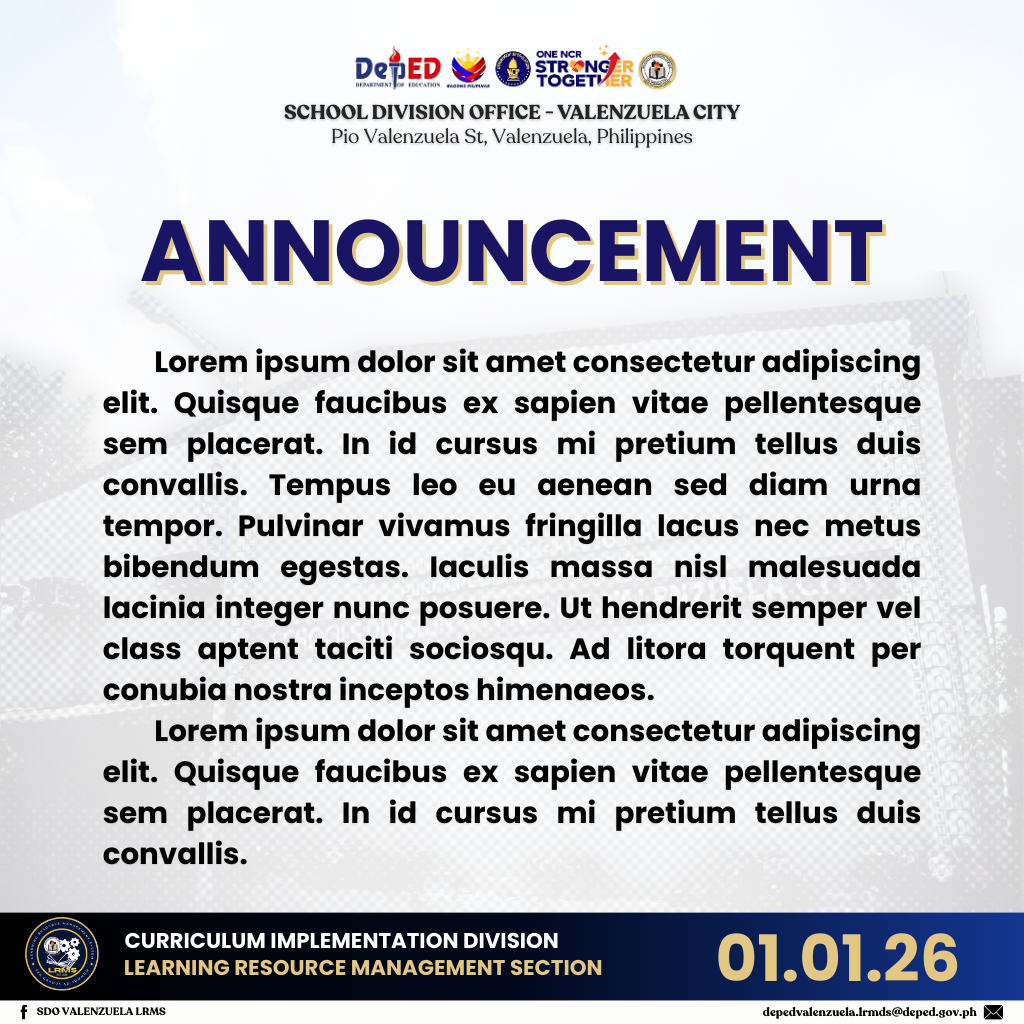 DepED
DEPARTMENT OF EDUCATION
BAGONG PILIPINAS
ONE NCR
STRONGER
TOGETHER
SCHOOL DIVISION OFFICE - VALENZUELA CITY
Pio Valenzuela St, Valenzuela, Philippines
ANNOUNCEMENT
Lorem ipsum dolor sit amet consectetur adipiscing
elit. Quisque faucibus ex sapien vitae pellentesque
sem placerat. In id cursus mi pretium tellus duis
convallis. Tempus leo eu aenean sed diam urna
tempor. Pulvinar vivamus fringilla lacus nec metus
bibendum egestas. Iaculis massa nisl malesuada
lacinia integer nunc posuere. Ut hendrerit semper vel
class aptent taciti sociosqu. Ad litora torquent per
conubia nostra inceptos himenaeos.
Lorem ipsum dolor sit amet consectetur adipiscing
elit. Quisque faucibus ex sapien vitae pellentesque
sem placerat. In id cursus mi pretium tellus duis
convallis.
LRMS
CURRICULUM IMPLEMENTATION DIVISION
LEARNING RESOURCE MANAGEMENT SECTION
01.01.26
SDO VALENZUELA LRMS
depedvalenzuela.lrmds@deped.gov.ph